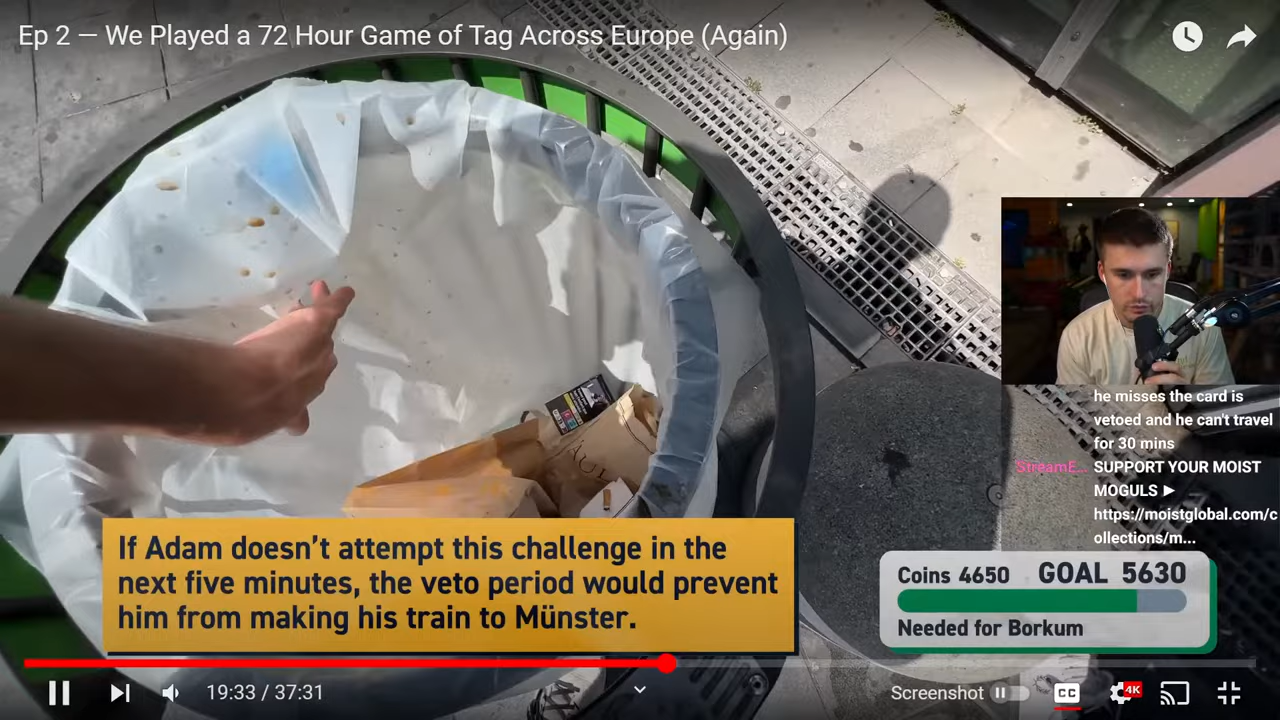 Ep 2 — We Played a 72 Hour Game of Tag Across Europe (Again)
he misses the card is
vetoed and he can't travel
for 30 mins
StreamE... SUPPORT YOUR MOIST
MOGULS ►
https://moistglobal.com/c
ollections/m...
If Adam doesn't attempt this challenge in the
next five minutes, the veto period would prevent
him from making his train to Münster.
Coins 4650 GOAL 5630
Needed for Borkum
19:33 / 37:31
Screenshot
CC
4K